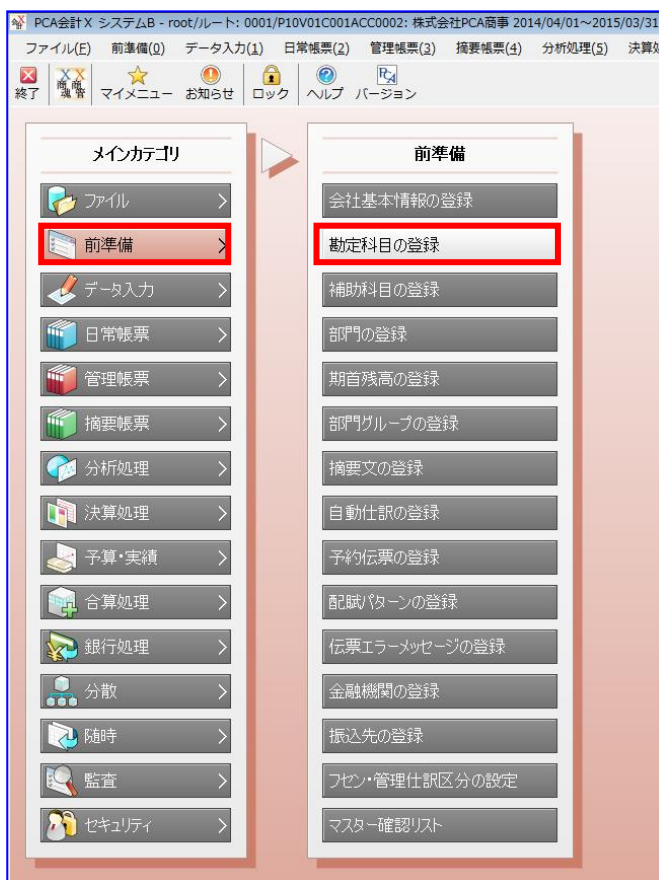 PCA会計X システムB - root/ルート: 0001/P10V01C001ACC0002: 株式会社PCA商事 2014/04/01~2015/03/31
ファイル(F) 前準備(0) データ入力(1) 日常帳票(2) 管理帳票(3) 摘要帳票(4) 分析処理(5) 決算処
終了 商魂 商管 マイメニュー お知らせ ロック ヘルプ バージョン
メインカテゴリ
ファイル
前準備
データ入力
日常帳票
管理帳票
摘要帳票
分析処理
決算処理
予算・実績
合算処理
銀行処理
分散
随時
監査
セキュリティ
前準備
会社基本情報の登録
勘定科目の登録
補助科目の登録
部門の登録
期首残高の登録
部門グループの登録
摘要文の登録
自動仕訳の登録
予約伝票の登録
配賦パターンの登録
伝票エラーメッセージの登録
金融機関の登録
振込先の登録
フセン・管理仕訳区分の設定
マスター確認リスト